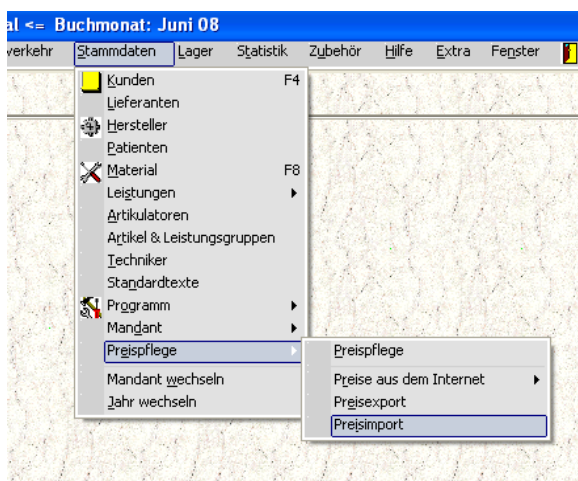 al <= Buchmonat: Juni 08
verkehr Stammdaten Lager Statistik Zubehör Hilfe Extra Fenster
Kunden F4
Lieferanten
Hersteller
Patienten
Material F8
Leistungen
Artikulatoren
Artikel & Leistungsgruppen
Techniker
Standardtexte
Programm
Mandant
Preispflege
Mandant wechseln
Jahr wechseln
Preispflege
Preise aus dem Internet
Preisexport
Preisimport